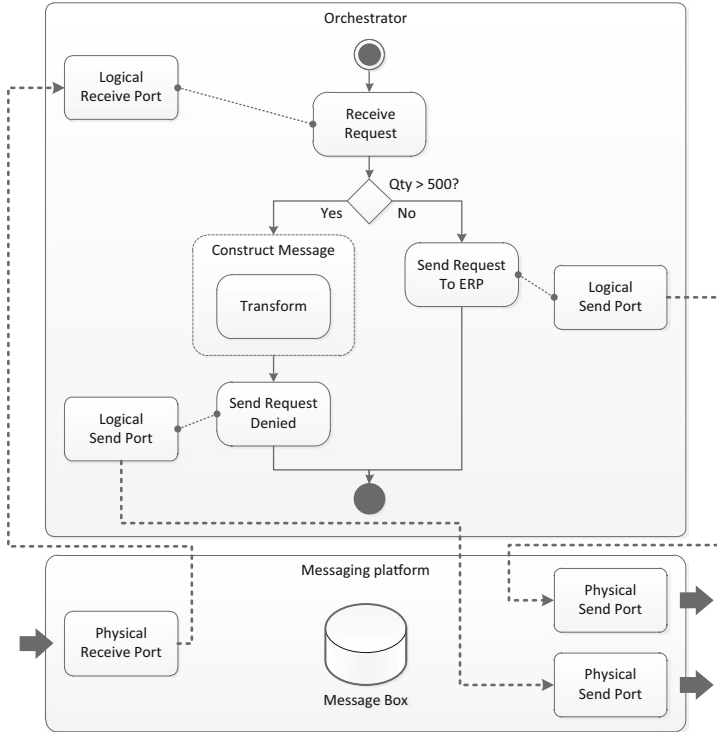 Orchestrator
Logical
Receive Port
Receive
Request
Qty > 500?
Yes
No
Construct Message
Transform
Send Request
To ERP
Logical
Send Port
Logical
Send Port
Send Request
Denied
Messaging platform
Physical
Receive Port
Message Box
Physical
Send Port
Physical
Send Port